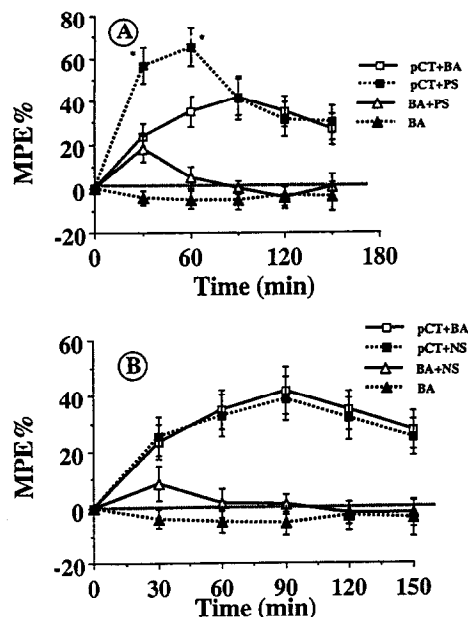 A
80
60
40
20
0
-20
MPE%
*
*
pCT+BA
pCT+PS
BA+PS
BA
0
60
120
180
Time (min)
B
60
40
20
0
-20
MPE%
pCT+BA
pCT+NS
BA+NS
BA
0
30
60
90
120
150
Time (min)